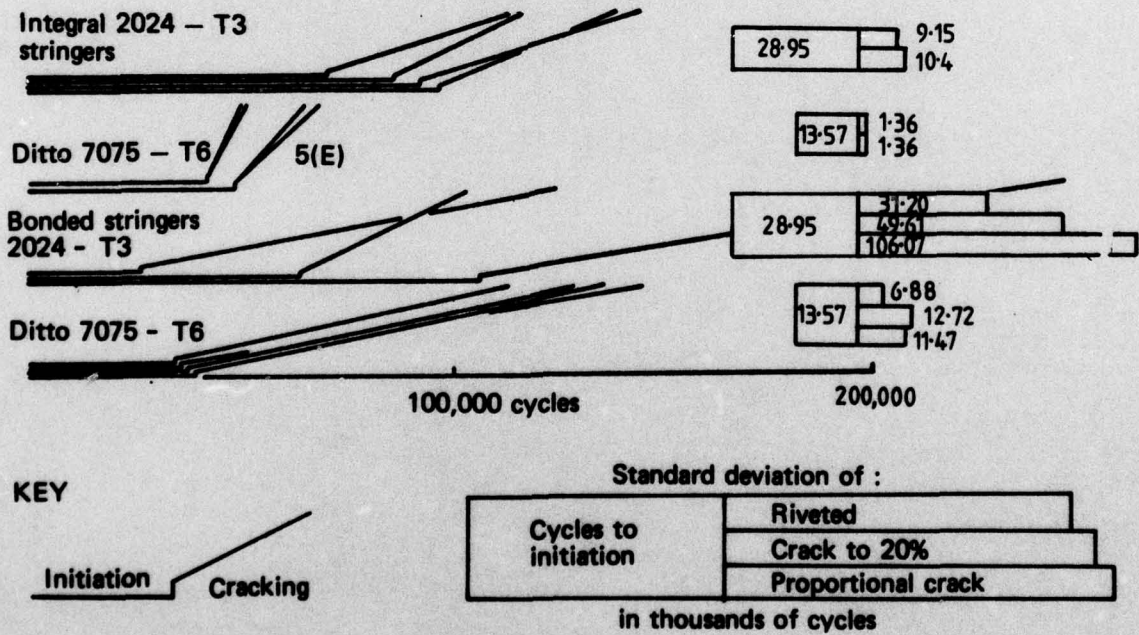 Integral 2024 – T3
stringers
28·95
9·15
10·4
Ditto 7075 – T6
5(E)
13·57
1·36
1·36
Bonded stringers
2024 - T3
28·95
31·20
49·61
106·07
Ditto 7075 - T6
13·57
6·88
12·72
11·47
100,000 cycles
200,000
KEY
Initiation
Cracking
Standard deviation of :
Cycles to
initiation
Riveted
Crack to 20%
Proportional crack
in thousands of cycles